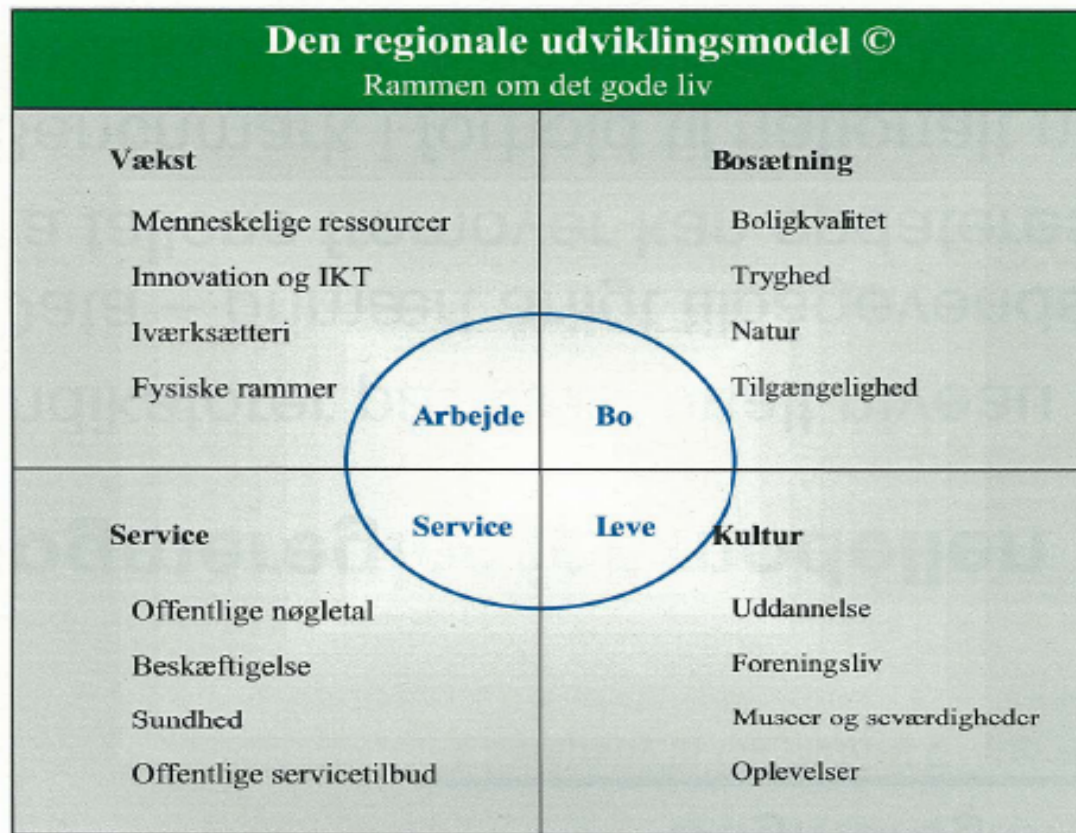 Den regionale udviklingsmodel ©
Rammen om det gode liv
Vækst
Menneskelige ressourcer
Innovation og IKT
Iværksætteri
Fysiske rammer
Bosætning
Boligkvalitet
Tryghed
Natur
Tilgængelighed
Arbejde
Bo
Service
Leve
Service
Offentlige nøgletal
Beskæftigelse
Sundhed
Offentlige servicetilbud
Kultur
Uddannelse
Foreningsliv
Museer og seværdigheder
Oplevelser